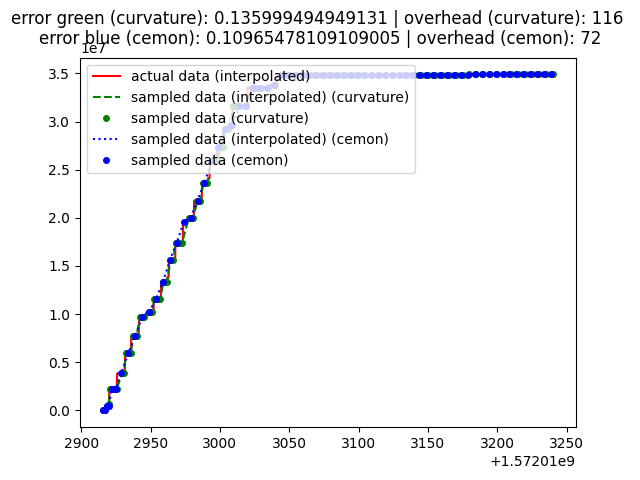 error green (curvature): 0.135999494949131 | overhead (curvature): 116
error blue (cemon): 0.10965478109109005 | overhead (cemon): 72
1e7
3.5
3.0
2.5
2.0
1.5
1.0
0.5
0.0
actual data (interpolated)
sampled data (interpolated) (curvature)
sampled data (curvature)
sampled data (interpolated) (cemon)
sampled data (cemon)
2900 2950 3000 3050 3100 3150 3200 3250
+1.57201e9